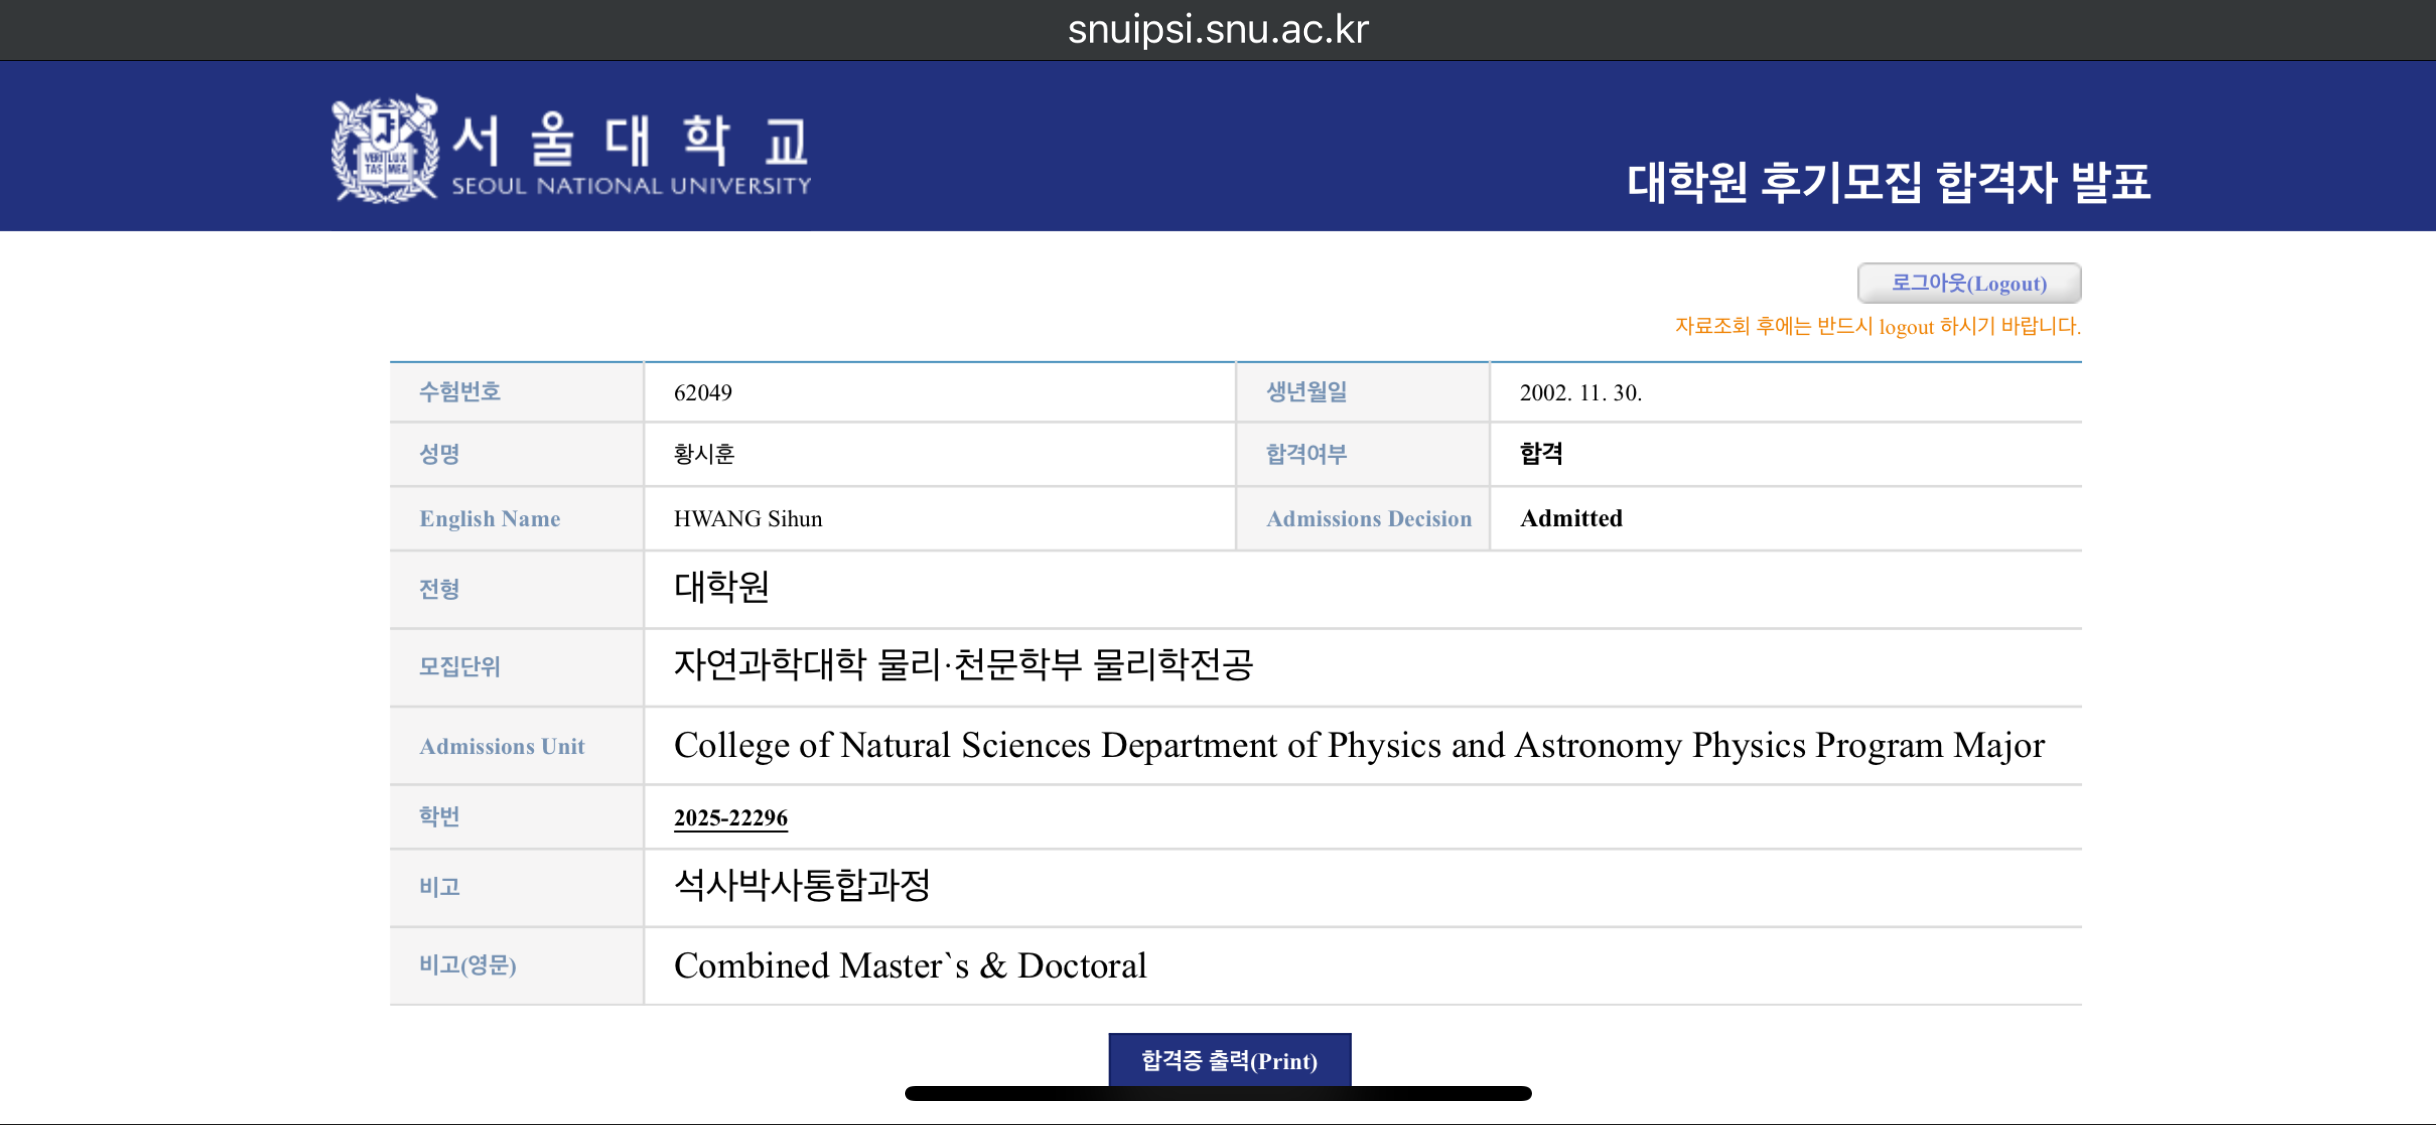 snuipsi.snu.ac.kr
서울대학교
SEOUL NATIONAL UNIVERSITY
VERI LUX
TAS MEA
대학원 후기모집 합격자 발표
로그아웃(Logout)
자료조회 후에는 반드시 logout 하시기 바랍니다.
수험번호 62049 생년월일 2002. 11. 30.
성명 황시훈 합격여부 합격
English Name HWANG Sihun Admissions Decision Admitted
전형 대학원
모집단위 자연과학대학 물리·천문학부 물리학전공
Admissions Unit College of Natural Sciences Department of Physics and Astronomy Physics Program Major
학번 2025-22296
비고 석사박사통합과정
비고(영문) Combined Master`s & Doctoral
합격증 출력(Print)